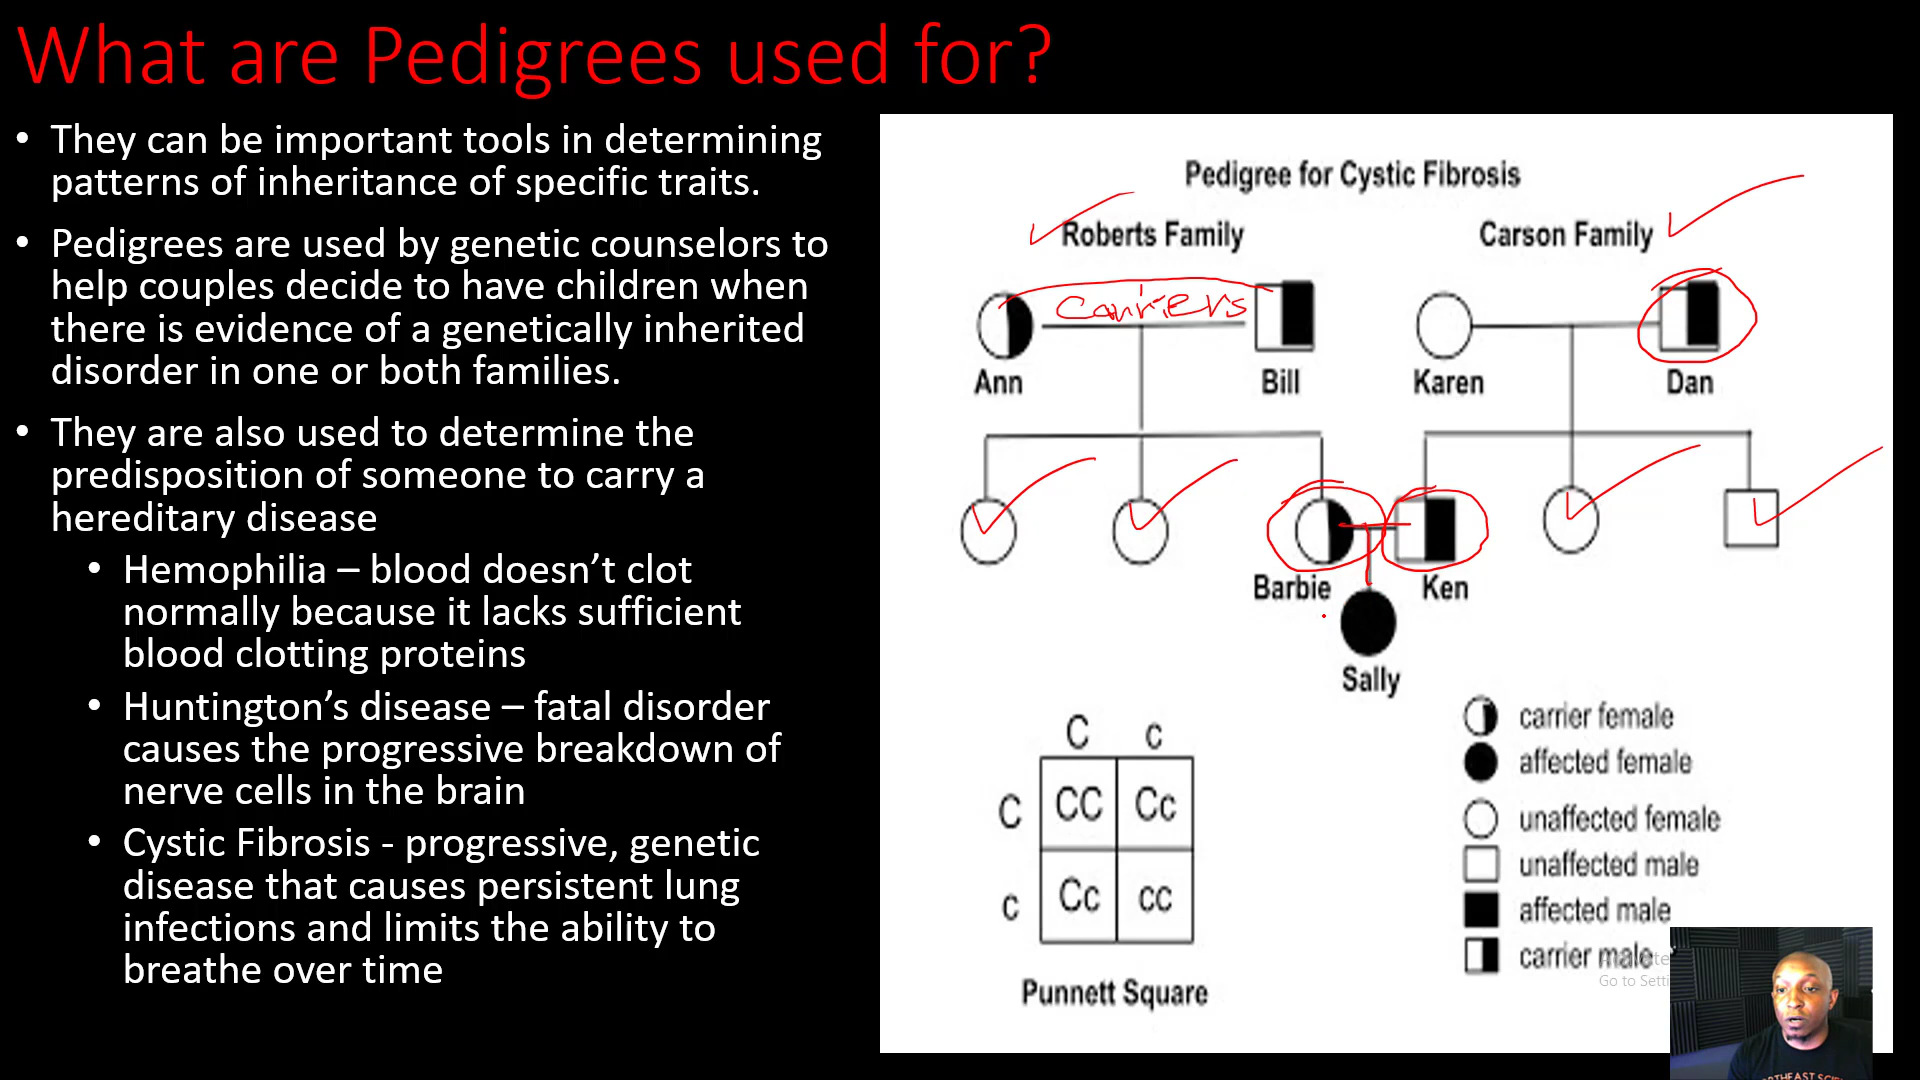 What are Pedigrees used for?
• They can be important tools in determining
patterns of inheritance of specific traits.
• Pedigrees are used by genetic counselors to
help couples decide to have children when
there is evidence of a genetically inherited
disorder in one or both families.
• They are also used to determine the
predisposition of someone to carry a
hereditary disease
• Hemophilia – blood doesn’t clot
normally because it lacks sufficient
blood clotting proteins
• Huntington’s disease – fatal disorder
causes the progressive breakdown of
nerve cells in the brain
• Cystic Fibrosis - progressive, genetic
disease that causes persistent lung
infections and limits the ability to
breathe over time
Pedigree for Cystic Fibrosis
Roberts Family
Carson Family
Carriers
Ann
Bill
Karen
Dan
Barbie
Ken
Sally
C c
C CC Cc
c Cc cc
Punnett Square
carrier female
affected female
unaffected female
unaffected male
affected male
carrier male
Go to Setti